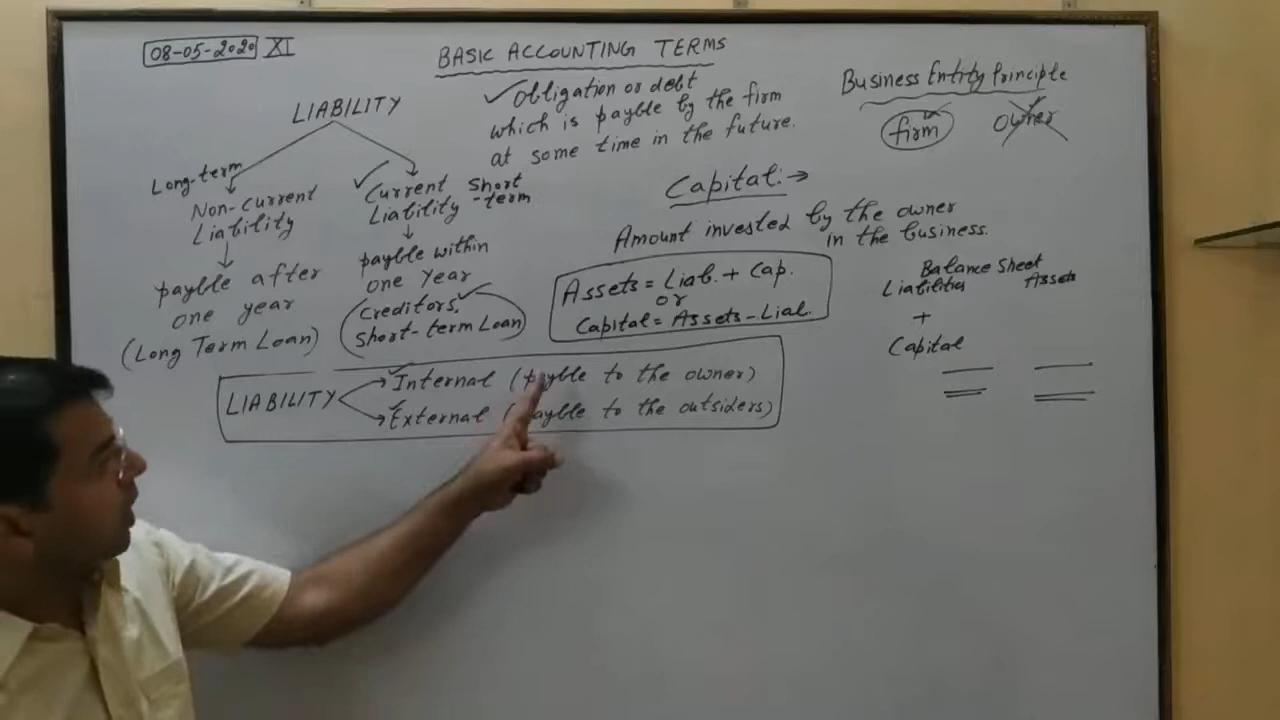 08-05-2020 XI
BASIC ACCOUNTING TERMS
LIABILITY
Obligation or debt
which is payble by the firm
at some time in the future.
Long-term
Non-Current
Liability
payble after
one year
(Long Term Loan)
Current Short
Liability -term
payble within
one year
(Creditors,
Short-term Loan)
Business Entity Principle
firm owner
Capital:→
Amount invested by the owner
in the business.
Assets = Liab. + Cap.
or
Capital = Assets - Liab.
Balance Sheet
Liabilities Assets
+
Capital
LIABILITY
Internal (payble to the owner)
External (payble to the outsiders)